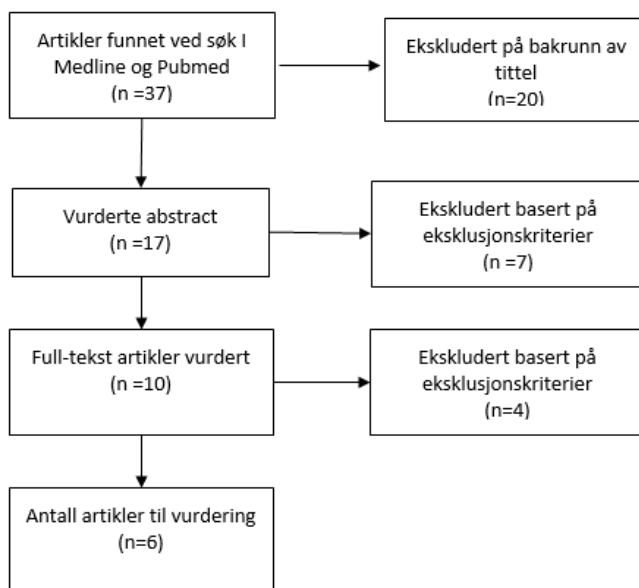 Artikler funnet ved søk I
Medline og Pubmed
(n =37)
Ekskludert på bakrunn av
tittel
(n=20)
Vurderte abstract
(n =17)
Ekskludert basert på
eksklusjonskriterier
(n =7)
Full-tekst artikler vurdert
(n =10)
Ekskludert basert på
eksklusjonskriterier
(n=4)
Antall artikler til vurdering
(n=6)